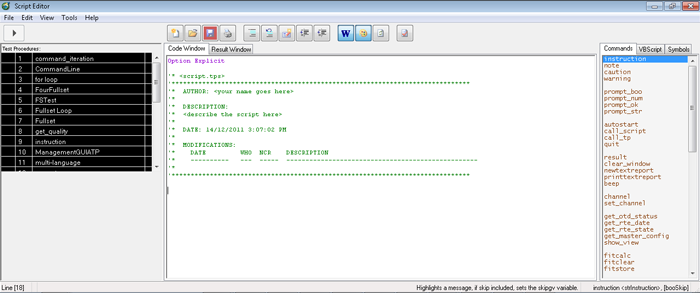 Script Editor
File Edit View Tools Help
Test Procedures:
1 command_iteration
2 CommandLine
3 for loop
4 FourFullset
5 FSTest
6 Fullset Loop
7 Fullset
8 get_quality
9 instruction
10 ManagementGUIATP
11 multi-language
W
Code Window Result Window
Option Explicit
'* <script.tps>
'*******************************************************************************
'* AUTHOR: <your name goes here>
'*
'* DESCRIPTION:
'* <describe the script here>
'*
'* DATE: 14/12/2011 3:07:02 PM
'*
'* MODIFICATIONS:
'* DATE WHO NCR DESCRIPTION
'* ---------- --- ----- --------------------------------------------------
'*
'*******************************************************************************
Commands VBScript Symbols
instruction
note
caution
warning
prompt_boo
prompt_num
prompt_ok
prompt_str
autostart
call_script
call_tp
quit
result
clear_window
newtextreport
printtextreport
beep
channel
set_channel
get_otd_status
get_rte_date
get_rte_state
get_master_config
show_view
fitcalc
fitclear
fitstore
Line [18] Highlights a message, if skip included, sets the skipgv variable. instruction <strInstruction>, [booSkip]